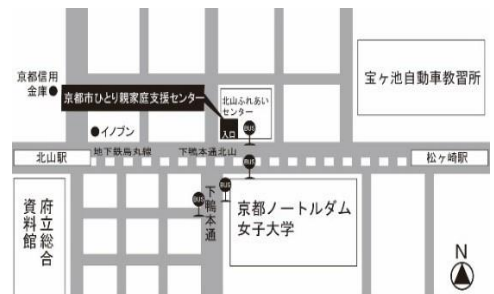 京都信用
金庫●
京都市ひとり親家庭支援センター
北山ふれあい
センター
入口
BUS
宝ヶ池自動車教習所
●イノブン
北山駅
地下鉄烏丸線
下鴨本通北山
BUS
松ヶ崎駅
府立総合
資料館
BUS
BUS
下鴨本通
京都ノートルダム
女子大学
N